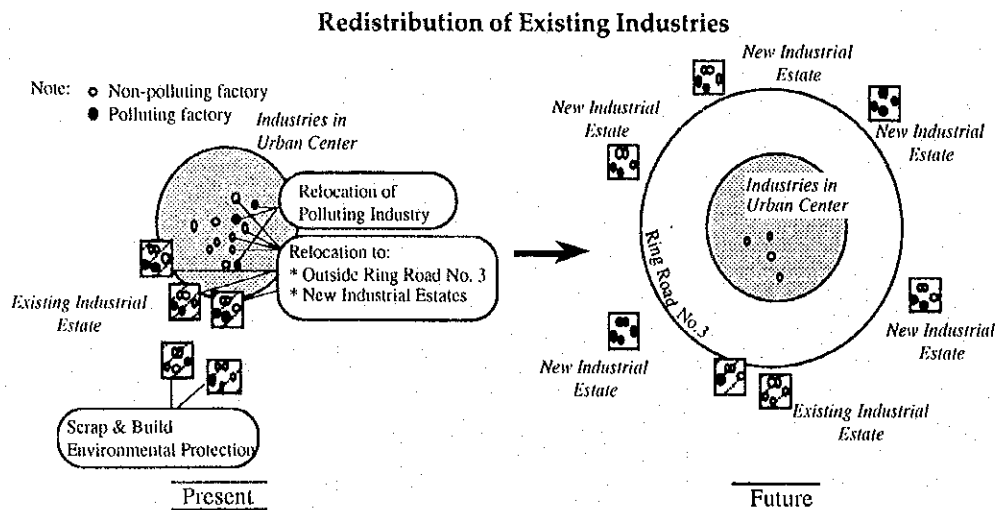 Redistribution of Existing Industries
Note:
Non-polluting factory
Polluting factory
Industries in
Urban Center
Relocation of
Polluting Industry
Relocation to:
* Outside Ring Road No. 3
* New Industrial Estates
Existing Industrial
Estate
Scrap & Build
Environmental Protection
Present
New Industrial
Estate
New Industrial
Estate
New Industrial
Estate
Industries in
Urban Center
Ring Road No. 3
New Industrial
Estate
New Industrial
Estate
Existing Industrial
Estate
Future